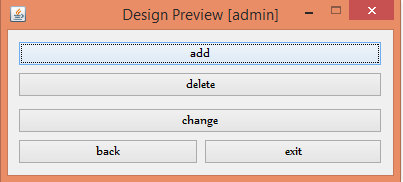 Design Preview [admin]
add
delete
change
back exit